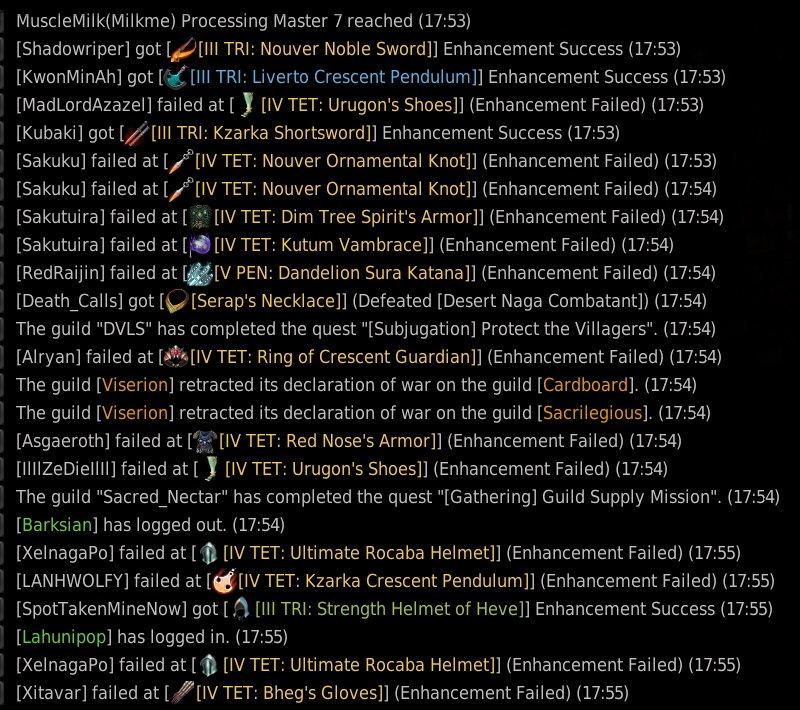 MuscleMilk(Milkme) Processing Master 7 reached (17:53)
[Shadowriper] got [[III TRI: Nouver Noble Sword]] Enhancement Success (17:53)
[KwonMinAh] got [[III TRI: Liverto Crescent Pendulum]] Enhancement Success (17:53)
[MadLordAzazel] failed at [[IV TET: Urugon's Shoes]] (Enhancement Failed) (17:53)
[Kubaki] got [[III TRI: Kzarka Shortsword]] Enhancement Success (17:53)
[Sakuku] failed at [[IV TET: Nouver Ornamental Knot]] (Enhancement Failed) (17:53)
[Sakuku] failed at [[IV TET: Nouver Ornamental Knot]] (Enhancement Failed) (17:54)
[Sakutuira] failed at [[IV TET: Dim Tree Spirit's Armor]] (Enhancement Failed) (17:54)
[Sakutuira] failed at [[IV TET: Kutum Vambrace]] (Enhancement Failed) (17:54)
[RedRaijin] failed at [[V PEN: Dandelion Sura Katana]] (Enhancement Failed) (17:54)
[Death_Calls] got [[Serap's Necklace]] (Defeated [Desert Naga Combatant]) (17:54)
The guild "DVLS" has completed the quest "[Subjugation] Protect the Villagers". (17:54)
[Alryan] failed at [[IV TET: Ring of Crescent Guardian]] (Enhancement Failed) (17:54)
The guild [Viserion] retracted its declaration of war on the guild [Cardboard]. (17:54)
The guild [Viserion] retracted its declaration of war on the guild [Sacrilegious]. (17:54)
[Asgaeroth] failed at [[IV TET: Red Nose's Armor]] (Enhancement Failed) (17:54)
[IlIlZeDieIlIl] failed at [[IV TET: Urugon's Shoes]] (Enhancement Failed) (17:54)
The guild "Sacred_Nectar" has completed the quest "[Gathering] Guild Supply Mission". (17:54)
[Barksian] has logged out. (17:54)
[XelnagaPo] failed at [[IV TET: Ultimate Rocaba Helmet]] (Enhancement Failed) (17:55)
[LANHWOLFY] failed at [[IV TET: Kzarka Crescent Pendulum]] (Enhancement Failed) (17:55)
[SpotTakenMineNow] got [[III TRI: Strength Helmet of Heve]] Enhancement Success (17:55)
[Lahunipop] has logged in. (17:55)
[XelnagaPo] failed at [[IV TET: Ultimate Rocaba Helmet]] (Enhancement Failed) (17:55)
[Xitavar] failed at [[IV TET: Bheg's Gloves]] (Enhancement Failed) (17:55)